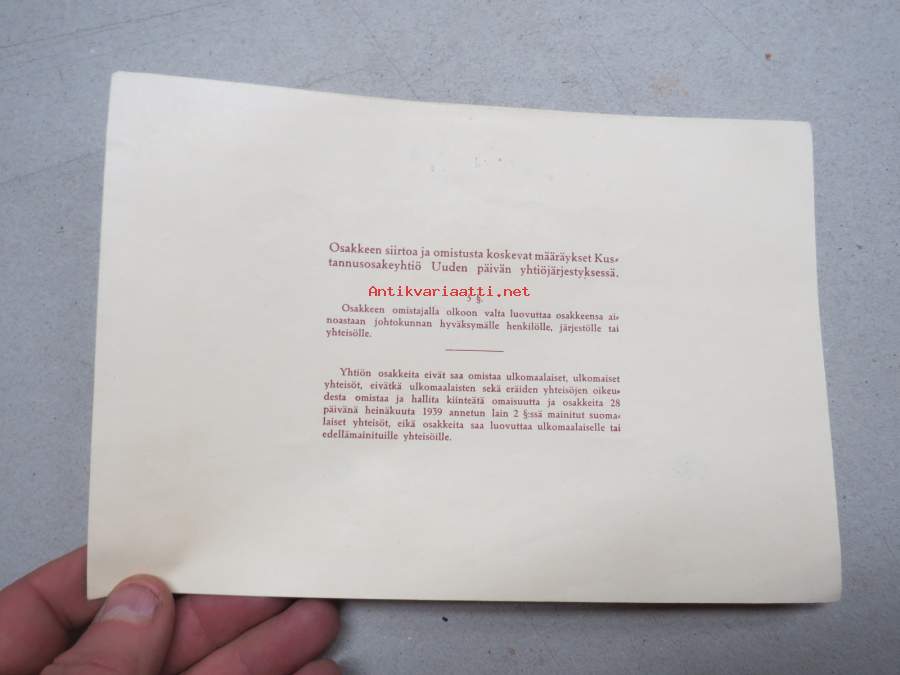 Osakkeen siirtoa ja omistusta koskevat määräykset Kus-
tannusosakeyhtiö Uuden päivän yhtiöjärjestyksessä.
Antikvariaatti.net
5 §.
Osakkeen omistajalla olkoon valta luovuttaa osakkeensa ai-
noastaan johtokunnan hyväksymälle henkilölle, järjestölle tai
yhteisölle.
Yhtiön osakkeita eivät saa omistaa ulkomaalaiset, ulkomaiset
yhteisöt, eivätkä ulkomaalaisten sekä eräiden yhteisöjen oikeu-
desta omistaa ja hallita kiinteätä omaisuutta ja osakkeita 28
päivänä heinäkuuta 1939 annetun lain 2 §:ssä mainitut suoma-
laiset yhteisöt, eikä osakkeita saa luovuttaa ulkomaalaiselle tai
edellämainituille yhteisöille.